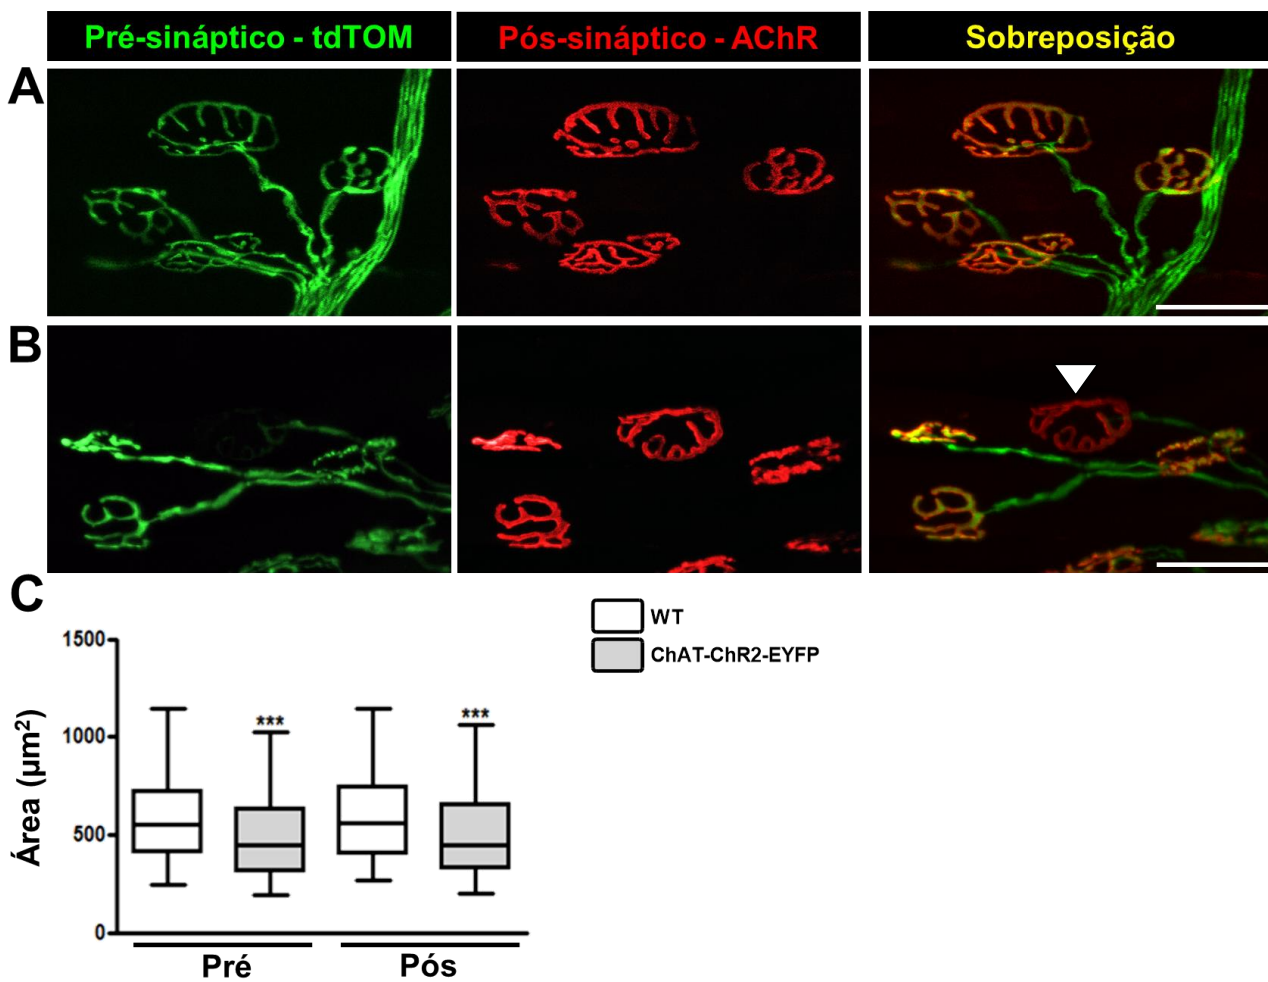 Pré-sináptico - tdTOM
Pós-sináptico - AChR
Sobreposição
A
B
C
WT
ChAT-ChR2-EYFP
Área (µm²)
1500
1000
500
0
***
***
Pré
Pós